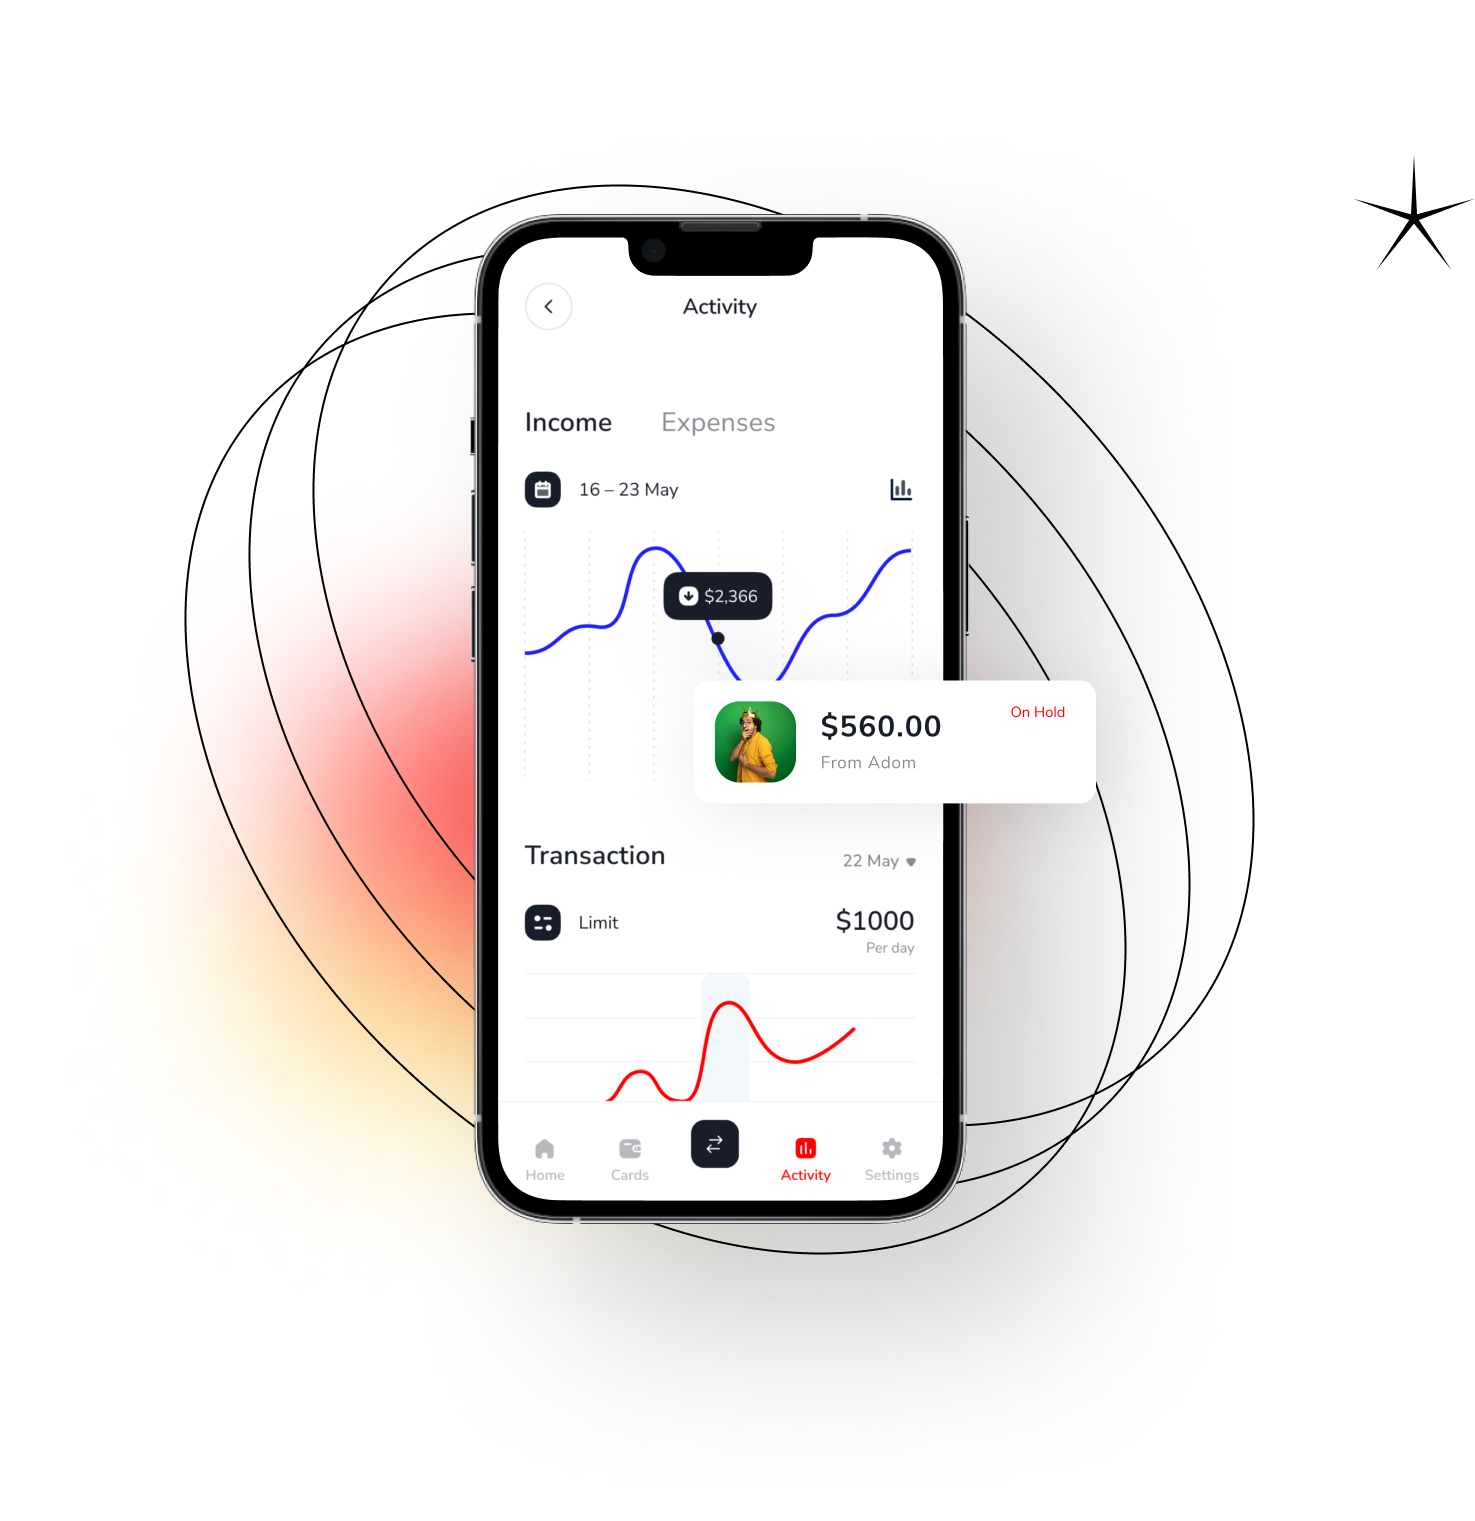 Activity
Income Expenses
16 – 23 May
$2,366
On Hold
$560.00
From Adom
Transaction
22 May
Limit
$1000
Per day
Home Cards Activity Settings